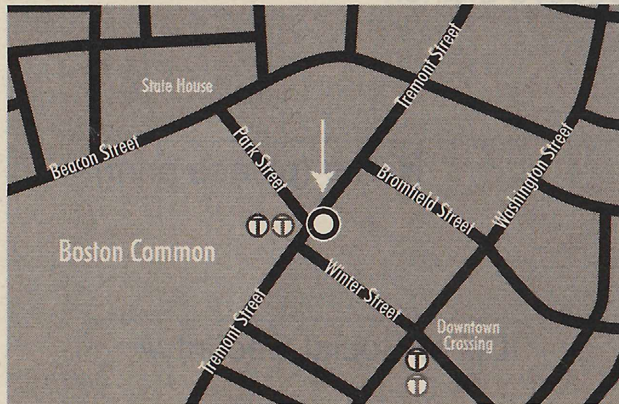 State House
Tremont Street
Beacon Street
Park Street
Bromfield Street
Washington Street
Boston Common
T T
Winter Street
Tremont Street
Downtown
Crossing
T
T